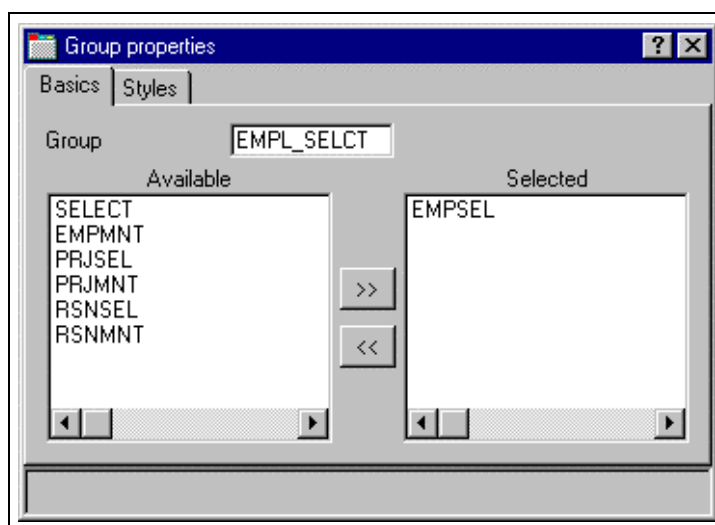 Group properties
? X
Basics Styles
Group EMPL_SELCT
Available Selected
SELECT EMPSEL
EMPMNT
PRJSEL
PRJMNT
RSNSEL
RSNMNT
>>
<<